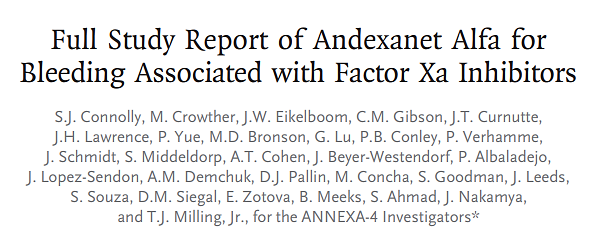 Full Study Report of Andexanet Alfa for
Bleeding Associated with Factor Xa Inhibitors
S.J. Connolly, M. Crowther, J.W. Eikelboom, C.M. Gibson, J.T. Curnutte,
J.H. Lawrence, P. Yue, M.D. Bronson, G. Lu, P.B. Conley, P. Verhamme,
J. Schmidt, S. Middeldorp, A.T. Cohen, J. Beyer-Westendorf, P. Albaladejo,
J. Lopez-Sendon, A.M. Demchuk, D.J. Pallin, M. Concha, S. Goodman, J. Leeds,
S. Souza, D.M. Siegal, E. Zotova, B. Meeks, S. Ahmad, J. Nakamya,
and T.J. Milling, Jr., for the ANNEXA-4 Investigators*